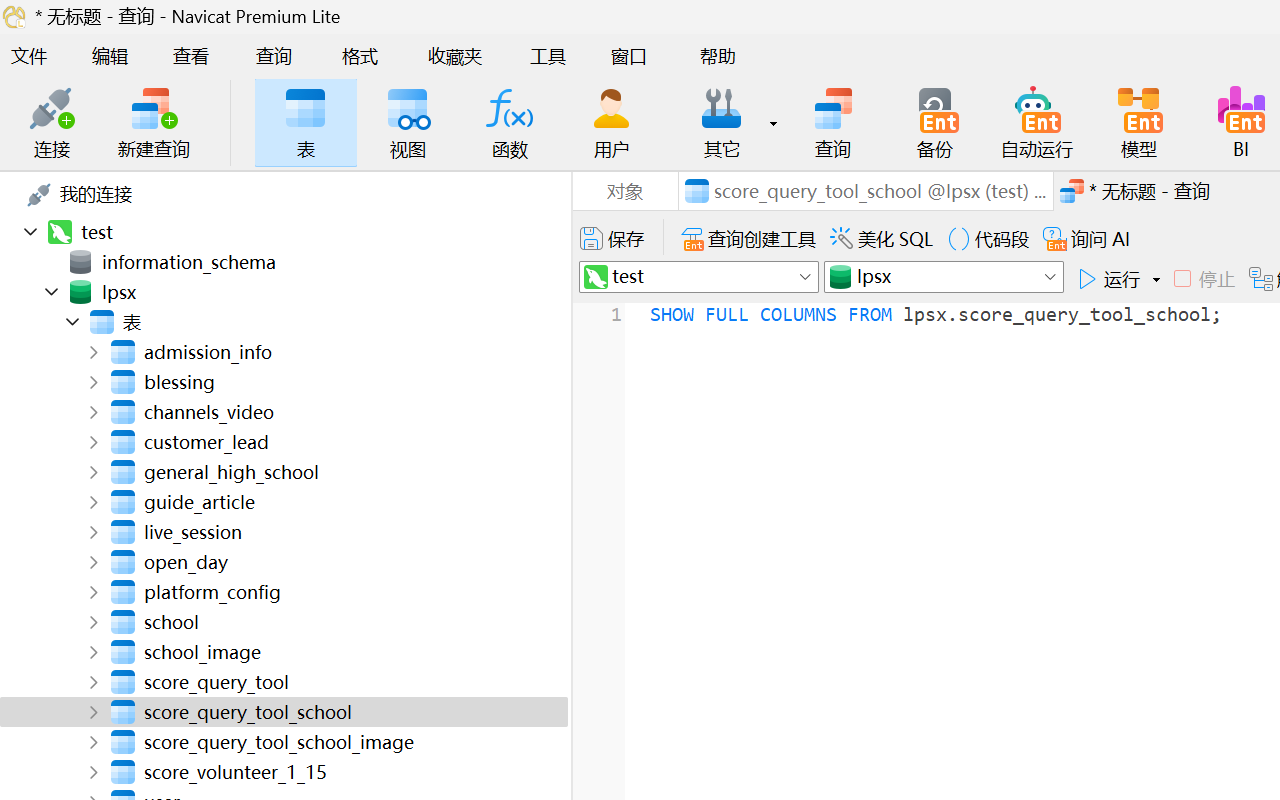 * 无标题 - 查询 - Navicat Premium Lite
文件 编辑 查看 查询 格式 收藏夹 工具 窗口 帮助
连接 新建查询 表 视图 函数 用户 其它 查询 备份 自动运行 模型 BI
Ent Ent Ent Ent
我的连接
test
information_schema
lpsx
表
admission_info
blessing
channels_video
customer_lead
general_high_school
guide_article
live_session
open_day
platform_config
school
school_image
score_query_tool
score_query_tool_school
score_query_tool_school_image
score_volunteer_1_15
对象 score_query_tool_school @lpsx (test) ... * 无标题 - 查询
保存 Ent 查询创建工具 美化 SQL () 代码段 Ent 询问 AI
test lpsx 运行 停止
1 SHOW FULL COLUMNS FROM lpsx.score_query_tool_school;